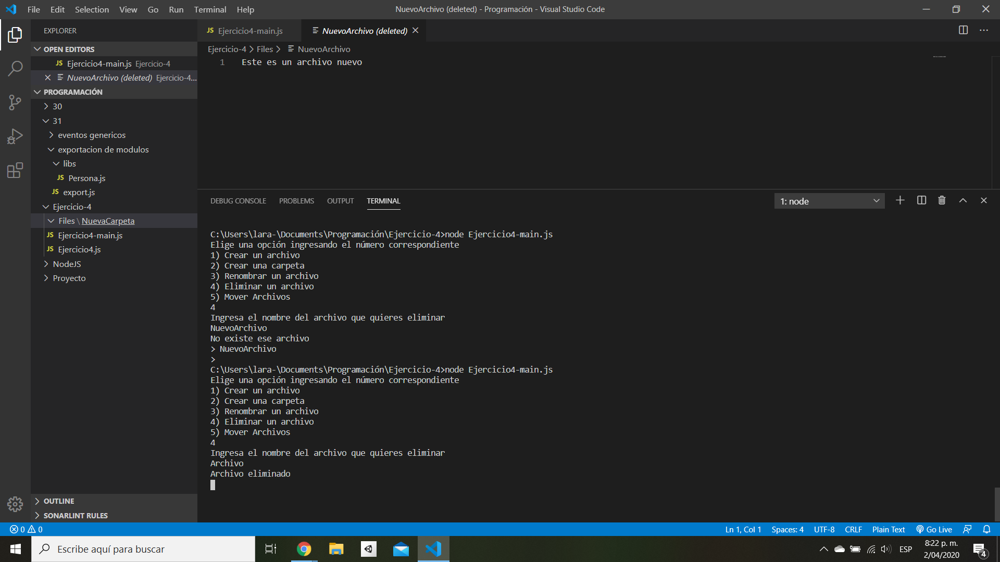 File Edit Selection View Go Run Terminal Help
NuevoArchivo (deleted) - Programación - Visual Studio Code
EXPLORER
OPEN EDITORS
JS Ejercicio4-main.js Ejercicio-4
NuevoArchivo (deleted) Ejercicio-4...
PROGRAMACIÓN
30
31
eventos genericos
exportacion de modulos
libs
JS Persona.js
JS export.js
Ejercicio-4
Files \ NuevaCarpeta
JS Ejercicio4-main.js
JS Ejercicio4.js
NodeJS
Proyecto
OUTLINE
SONARLINT RULES
JS Ejercicio4-main.js
NuevoArchivo (deleted)
Ejercicio-4 > Files > NuevoArchivo
1 Este es un archivo nuevo
DEBUG CONSOLE PROBLEMS OUTPUT TERMINAL
1: node
C:\Users\lara-\Documents\Programación\Ejercicio-4>node Ejercicio4-main.js
Elige una opción ingresando el número correspondiente
1) Crear un archivo
2) Crear una carpeta
3) Renombrar un archivo
4) Eliminar un archivo
5) Mover Archivos
4
Ingresa el nombre del archivo que quieres eliminar
NuevoArchivo
No existe ese archivo
> NuevoArchivo
>
C:\Users\lara-\Documents\Programación\Ejercicio-4>node Ejercicio4-main.js
Elige una opción ingresando el número correspondiente
1) Crear un archivo
2) Crear una carpeta
3) Renombrar un archivo
4) Eliminar un archivo
5) Mover Archivos
4
Ingresa el nombre del archivo que quieres eliminar
Archivo
Archivo eliminado
0 0
Ln 1, Col 1 Spaces: 4 UTF-8 CRLF Plain Text Go Live
Escribe aquí para buscar
ESP
8:22 p. m.
2/04/2020
4